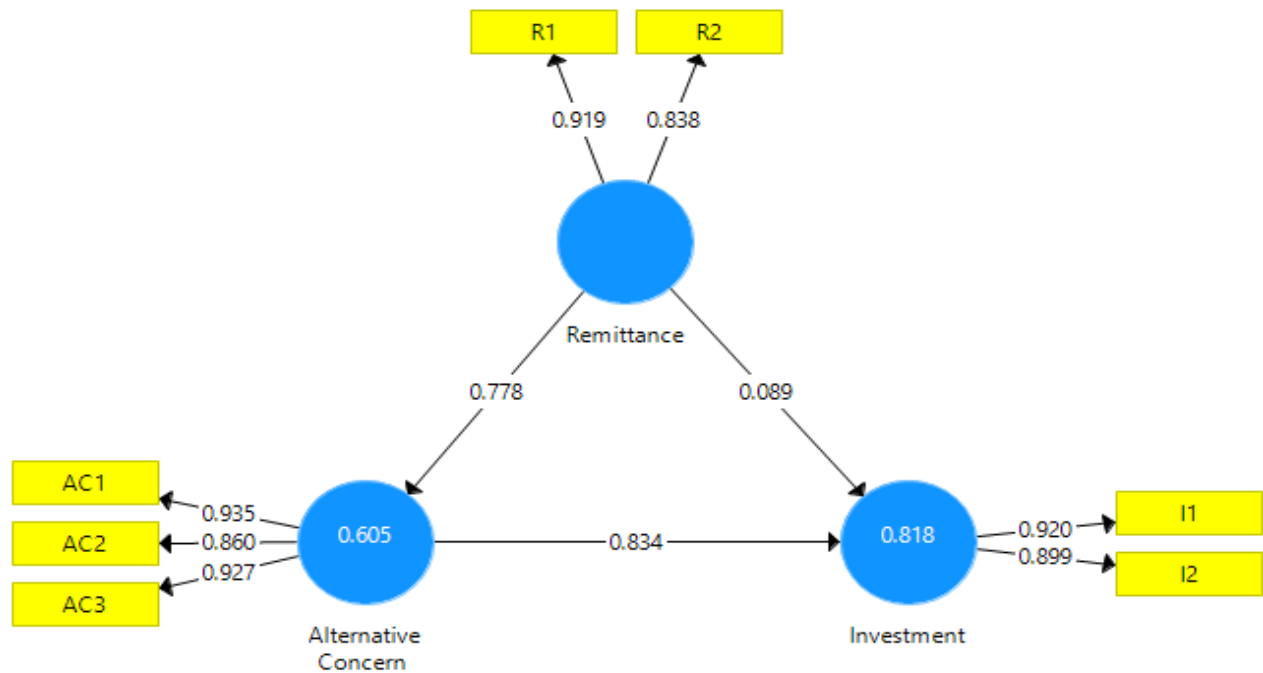 R1 R2
0.919 0.838
Remittance
0.778 0.089
AC1
AC2
AC3
0.935
0.860
0.927
0.605
0.834
0.818
0.920
0.899
I1
I2
Alternative
Concern
Investment